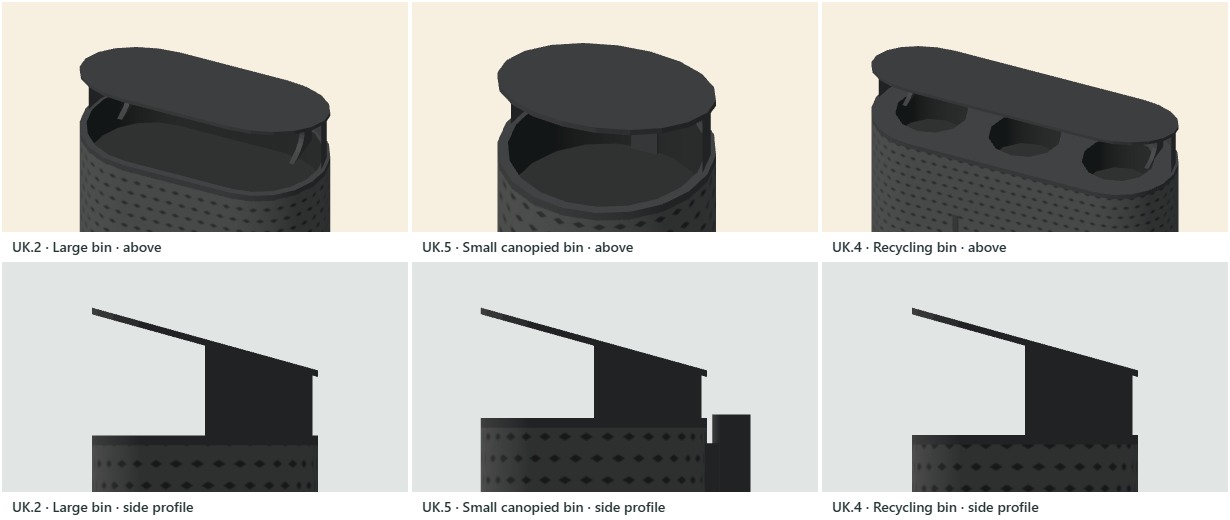 UK.2 · Large bin · above
UK.5 · Small canopied bin · above
UK.4 · Recycling bin · above
UK.2 · Large bin · side profile
UK.5 · Small canopied bin · side profile
UK.4 · Recycling bin · side profile